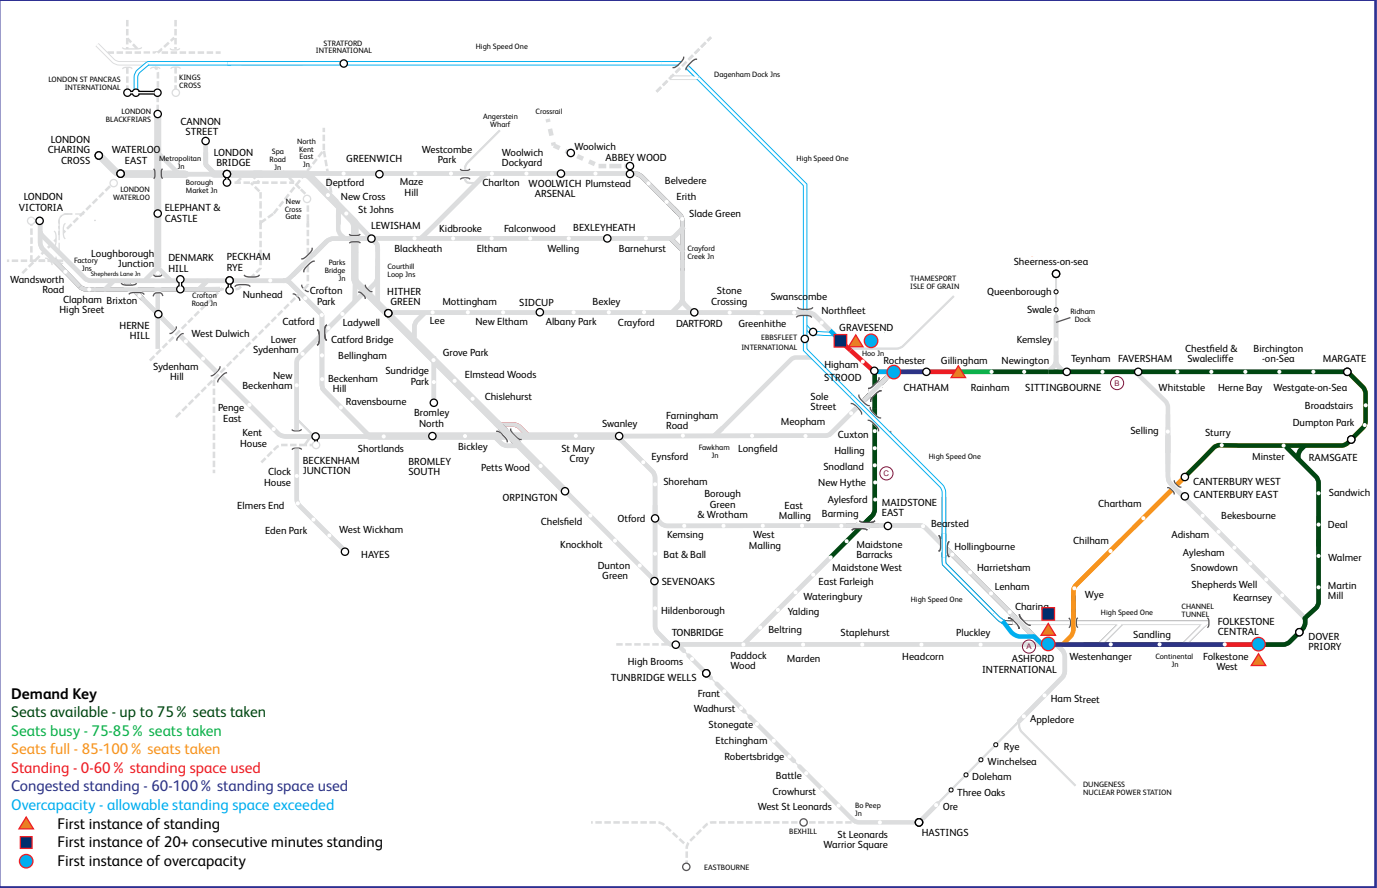 STRATFORD
INTERNATIONAL
High Speed One
Dagenham Dock Jns
LONDON ST PANCRAS
INTERNATIONAL
KINGS
CROSS
LONDON
BLACKFRIARS
CANNON
STREET
Angerstein
Wharf
Crossrail
LONDON
CHARING
CROSS
WATERLOO
EAST
Metropolitan
Jn
LONDON
BRIDGE
Spa
Road
Jn
North
Kent
East
Jn
GREENWICH
Westcombe
Park
Woolwich
Dockyard
Woolwich
ABBEY WOOD
High Speed One
LONDON
WATERLOO
Borough
Market Jn
Deptford
Maze
Hill
Charlton
WOOLWICH
ARSENAL
Plumstead
Belvedere
Erith
Slade Green
LONDON
VICTORIA
ELEPHANT &
CASTLE
New
Cross
Gate
New Cross
St Johns
LEWISHAM
Kidbrooke
Falconwood
BEXLEYHEATH
Blackheath
Eltham
Welling
Barnehurst
Crayford
Creek Jn
Loughborough
Junction
DENMARK
HILL
PECKHAM
RYE
Parks
Bridge
Jn
Courthill
Loop Jns
Factory
Jns
Shepherds Lane Jn
Wandsworth
Road
Clapham
High Sreet
Brixton
Crofton
Road Jn
Nunhead
Crofton
Park
HITHER
GREEN
Mottingham
SIDCUP
Bexley
Stone
Crossing
Swanscombe
Northfleet
THAMESPORT
ISLE OF GRAIN
Sheerness-on-sea
Queenborough
Swale
Ridham
Dock
Kemsley
HERNE
HILL
West Dulwich
Catford
Ladywell
Lee
New Eltham
Albany Park
Crayford
DARTFORD
Greenhithe
EBBSFLEET
INTERNATIONAL
GRAVESEND
Hoo Jn
Lower
Sydenham
Catford Bridge
Bellingham
Grove Park
Sydenham
Hill
New
Beckenham
Beckenham
Hill
Ravensbourne
Sundridge
Park
Elmstead Woods
Chislehurst
Higham
STROOD
Rochester
CHATHAM
Gillingham
Rainham
Newington
SITTINGBOURNE
Teynham
FAVERSHAM
B
Chestfield &
Swalecliffe
Birchington
-on-Sea
MARGATE
Whitstable
Herne Bay
Westgate-on-Sea
Broadstairs
Dumpton Park
Penge
East
Kent
House
Bromley
North
Sole
Street
Swanley
Farningham
Road
Meopham
BECKENHAM
JUNCTION
Shortlands
BROMLEY
SOUTH
Bickley
Petts Wood
St Mary
Cray
Eynsford
Fawkham
Jn
Longfield
Cuxton
Halling
Snodland
New Hythe
Aylesford
Barming
C
High Speed One
Selling
Sturry
Minster
RAMSGATE
Clock
House
Elmers End
Eden Park
West Wickham
HAYES
ORPINGTON
Chelsfield
Knockholt
Dunton
Green
Shoreham
Otford
Borough
Green
& Wrotham
East
Malling
Kemsing
West
Malling
MAIDSTONE
EAST
Bearsted
CANTERBURY WEST
CANTERBURY EAST
Chartham
Bekesbourne
Sandwich
Deal
Bat & Ball
SEVENOAKS
Maidstone
Barracks
Maidstone West
East Farleigh
Wateringbury
Yalding
Beltring
Hollingbourne
Harrietsham
Lenham
Charing
Chilham
Wye
Adisham
Aylesham
Snowdown
Shepherds Well
Kearnsey
Walmer
Martin
Mill
High Speed One
High Speed One
CHANNEL
TUNNEL
Hildenborough
TONBRIDGE
Staplehurst
Pluckley
High Brooms
TUNBRIDGE WELLS
Paddock
Wood
Marden
Headcorn
A
ASHFORD
INTERNATIONAL
Westenhanger
Sandling
Continental
Jn
FOLKESTONE
CENTRAL
Folkestone
West
DOVER
PRIORY
Frant
Wadhurst
Stonegate
Etchingham
Robertsbridge
Battle
Crowhurst
West St Leonards
Bo Peep
Jn
BEXHILL
St Leonards
Warrior Square
HASTINGS
EASTBOURNE
Ham Street
Appledore
Rye
Winchelsea
Doleham
Three Oaks
Ore
DUNGENESS
NUCLEAR POWER STATION
Demand Key
Seats available - up to 75% seats taken
Seats busy - 75-85% seats taken
Seats full - 85-100% seats taken
Standing - 0-60% standing space used
Congested standing - 60-100% standing space used
Overcapacity - allowable standing space exceeded
First instance of standing
First instance of 20+ consecutive minutes standing
First instance of overcapacity